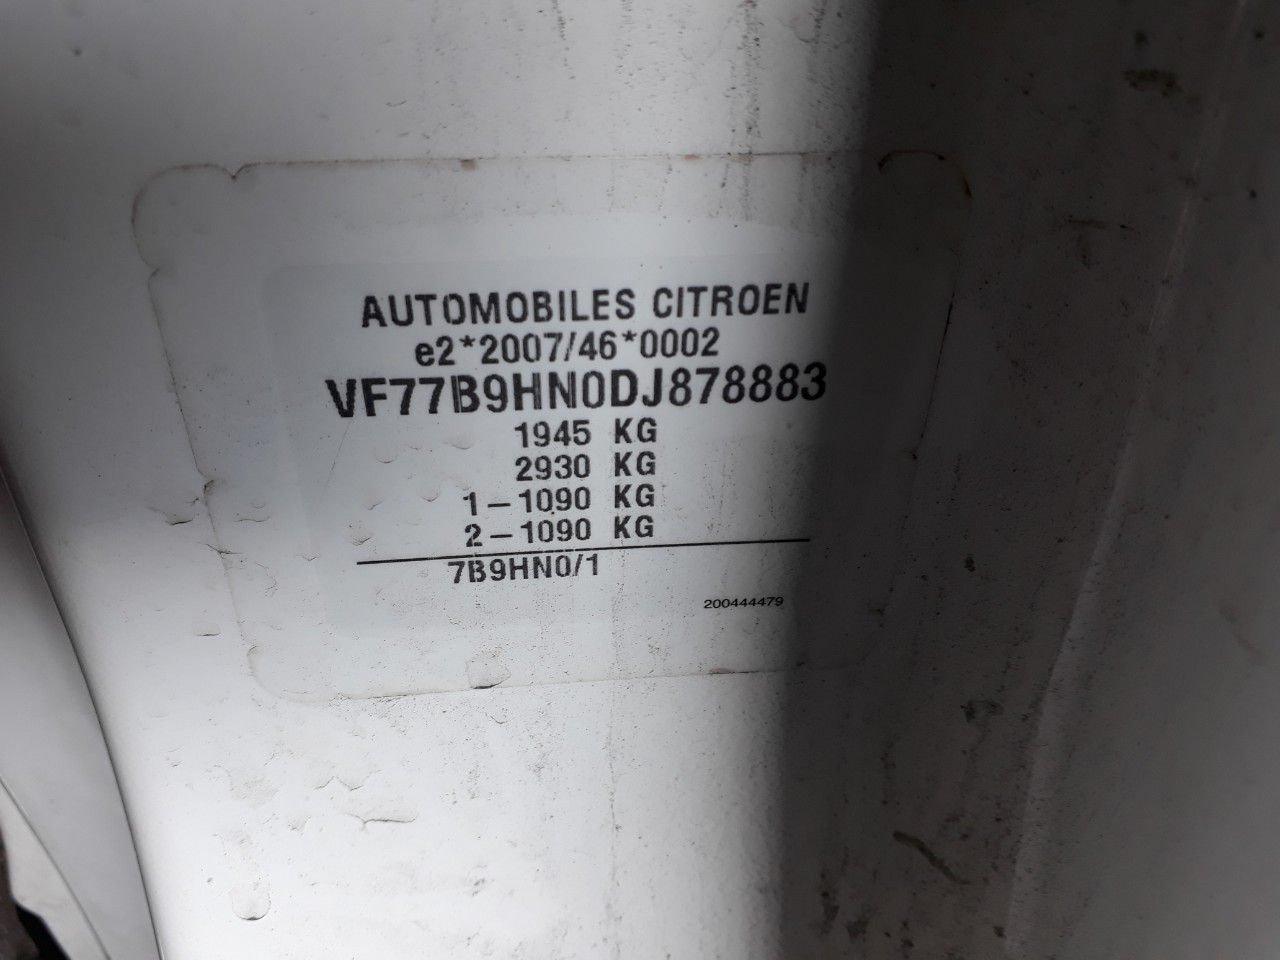 AUTOMOBILES CITROEN
e2*2007/46*0002
VF77B9HN0DJ878883
1945 KG
2930 KG
1-1090 KG
2-1090 KG
7B9HN0/1
200444479